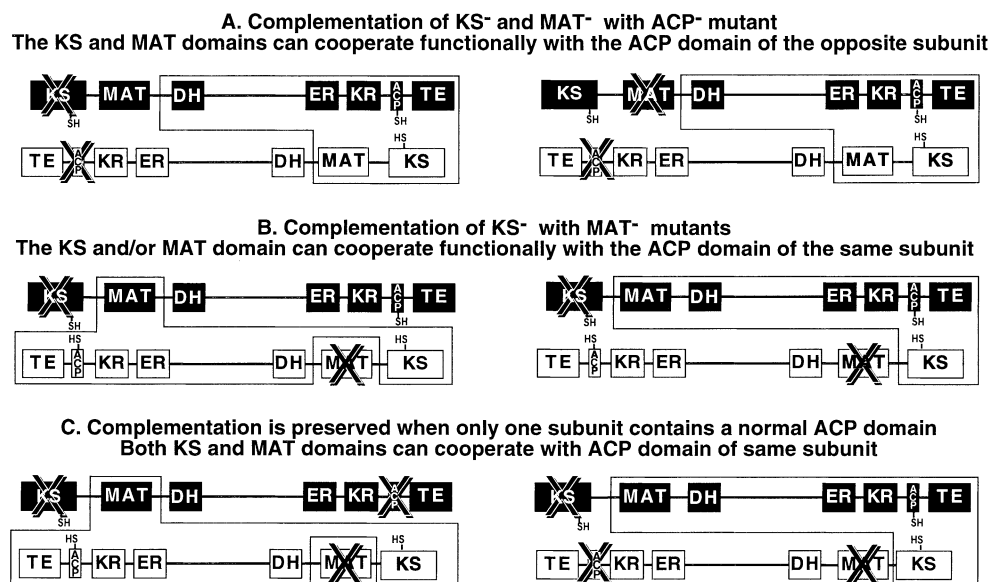 A. Complementation of KS- and MAT- with ACP- mutant
The KS and MAT domains can cooperate functionally with the ACP domain of the opposite subunit
KS MAT DH ER KR ACP TE
SH SH
HS
TE ACP KR ER DH MAT KS
KS MAT DH ER KR ACP TE
SH SH
HS
TE ACP KR ER DH MAT KS
B. Complementation of KS- with MAT- mutants
The KS and/or MAT domain can cooperate functionally with the ACP domain of the same subunit
KS MAT DH ER KR ACP TE
SH SH
HS HS
TE ACP KR ER DH MAT KS
KS MAT DH ER KR ACP TE
SH SH
HS HS
TE ACP KR ER DH MAT KS
C. Complementation is preserved when only one subunit contains a normal ACP domain
Both KS and MAT domains can cooperate with ACP domain of same subunit
KS MAT DH ER KR ACP TE
SH
HS HS
TE ACP KR ER DH MAT KS
KS MAT DH ER KR ACP TE
SH SH
HS
TE ACP KR ER DH MAT KS